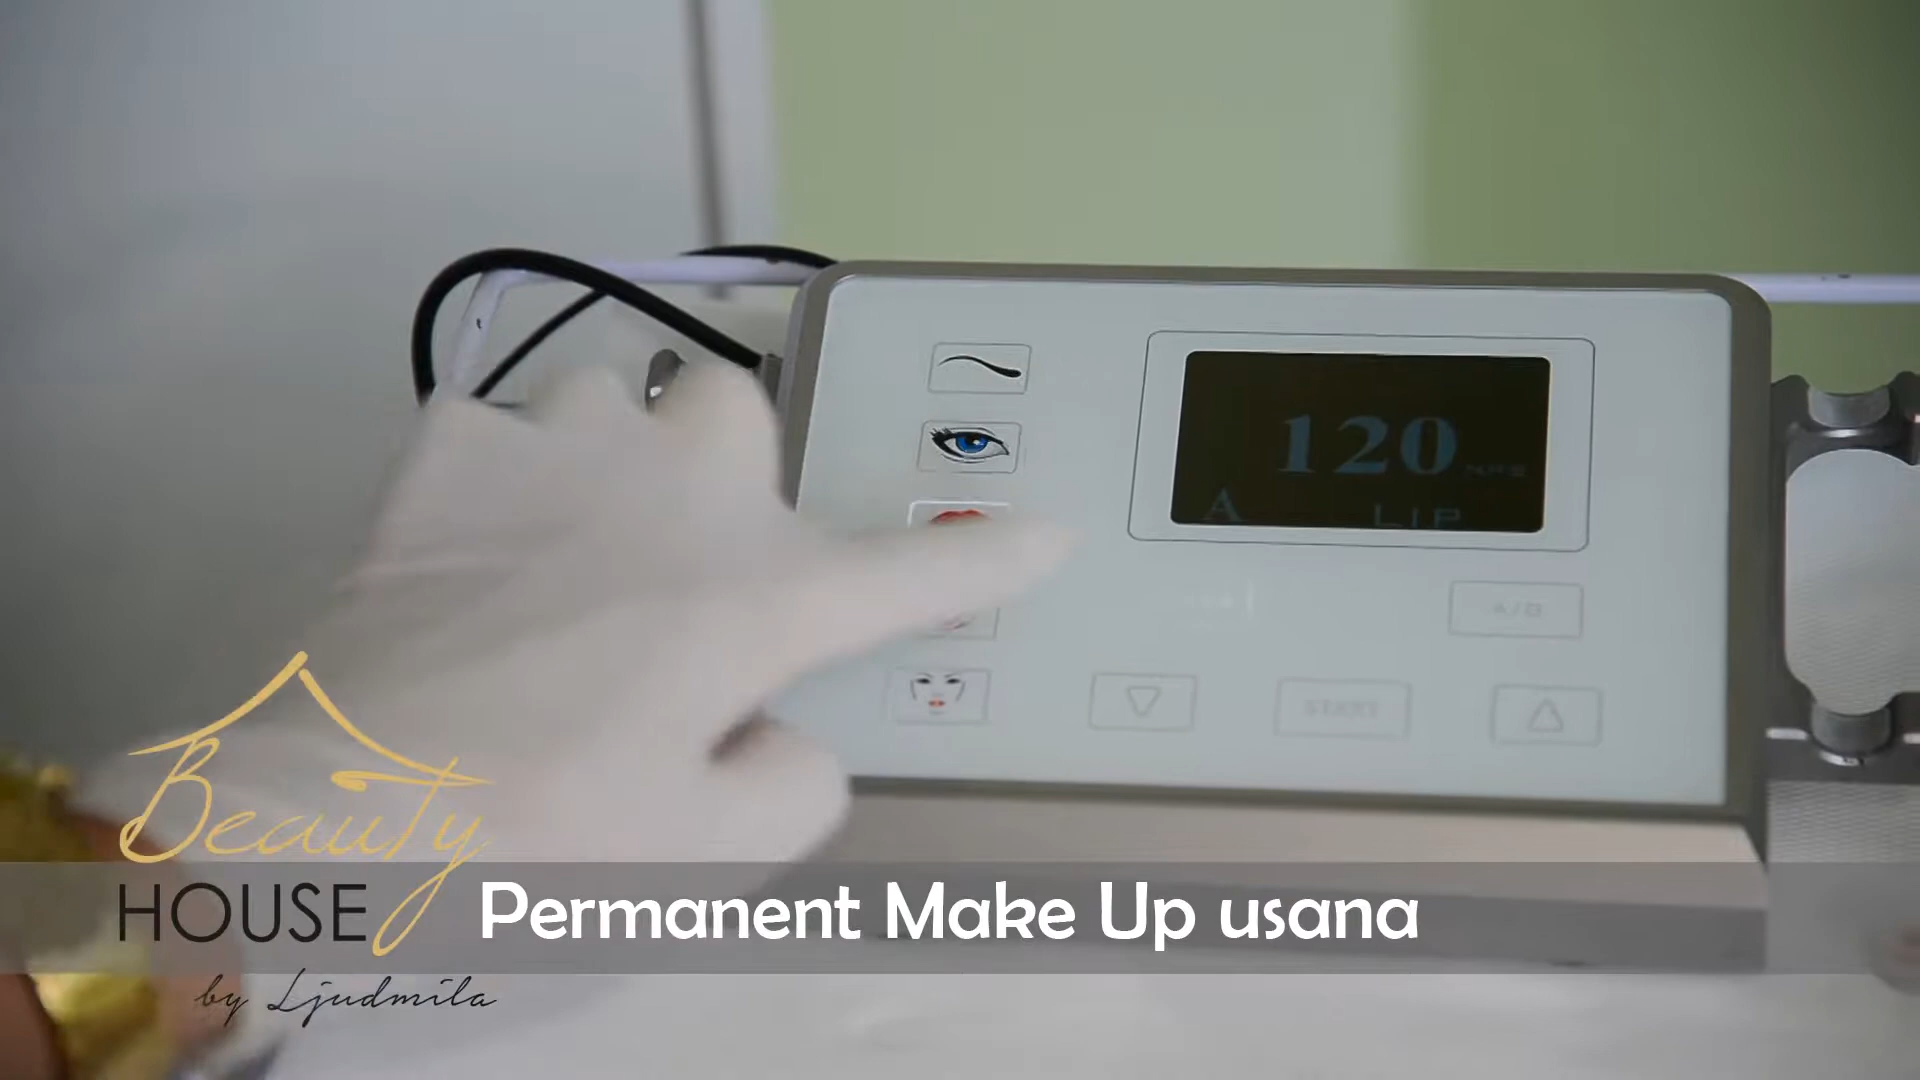 120
A LIP
A/B
START
Beauty
HOUSE
by Ljudmila
Permanent Make Up usana